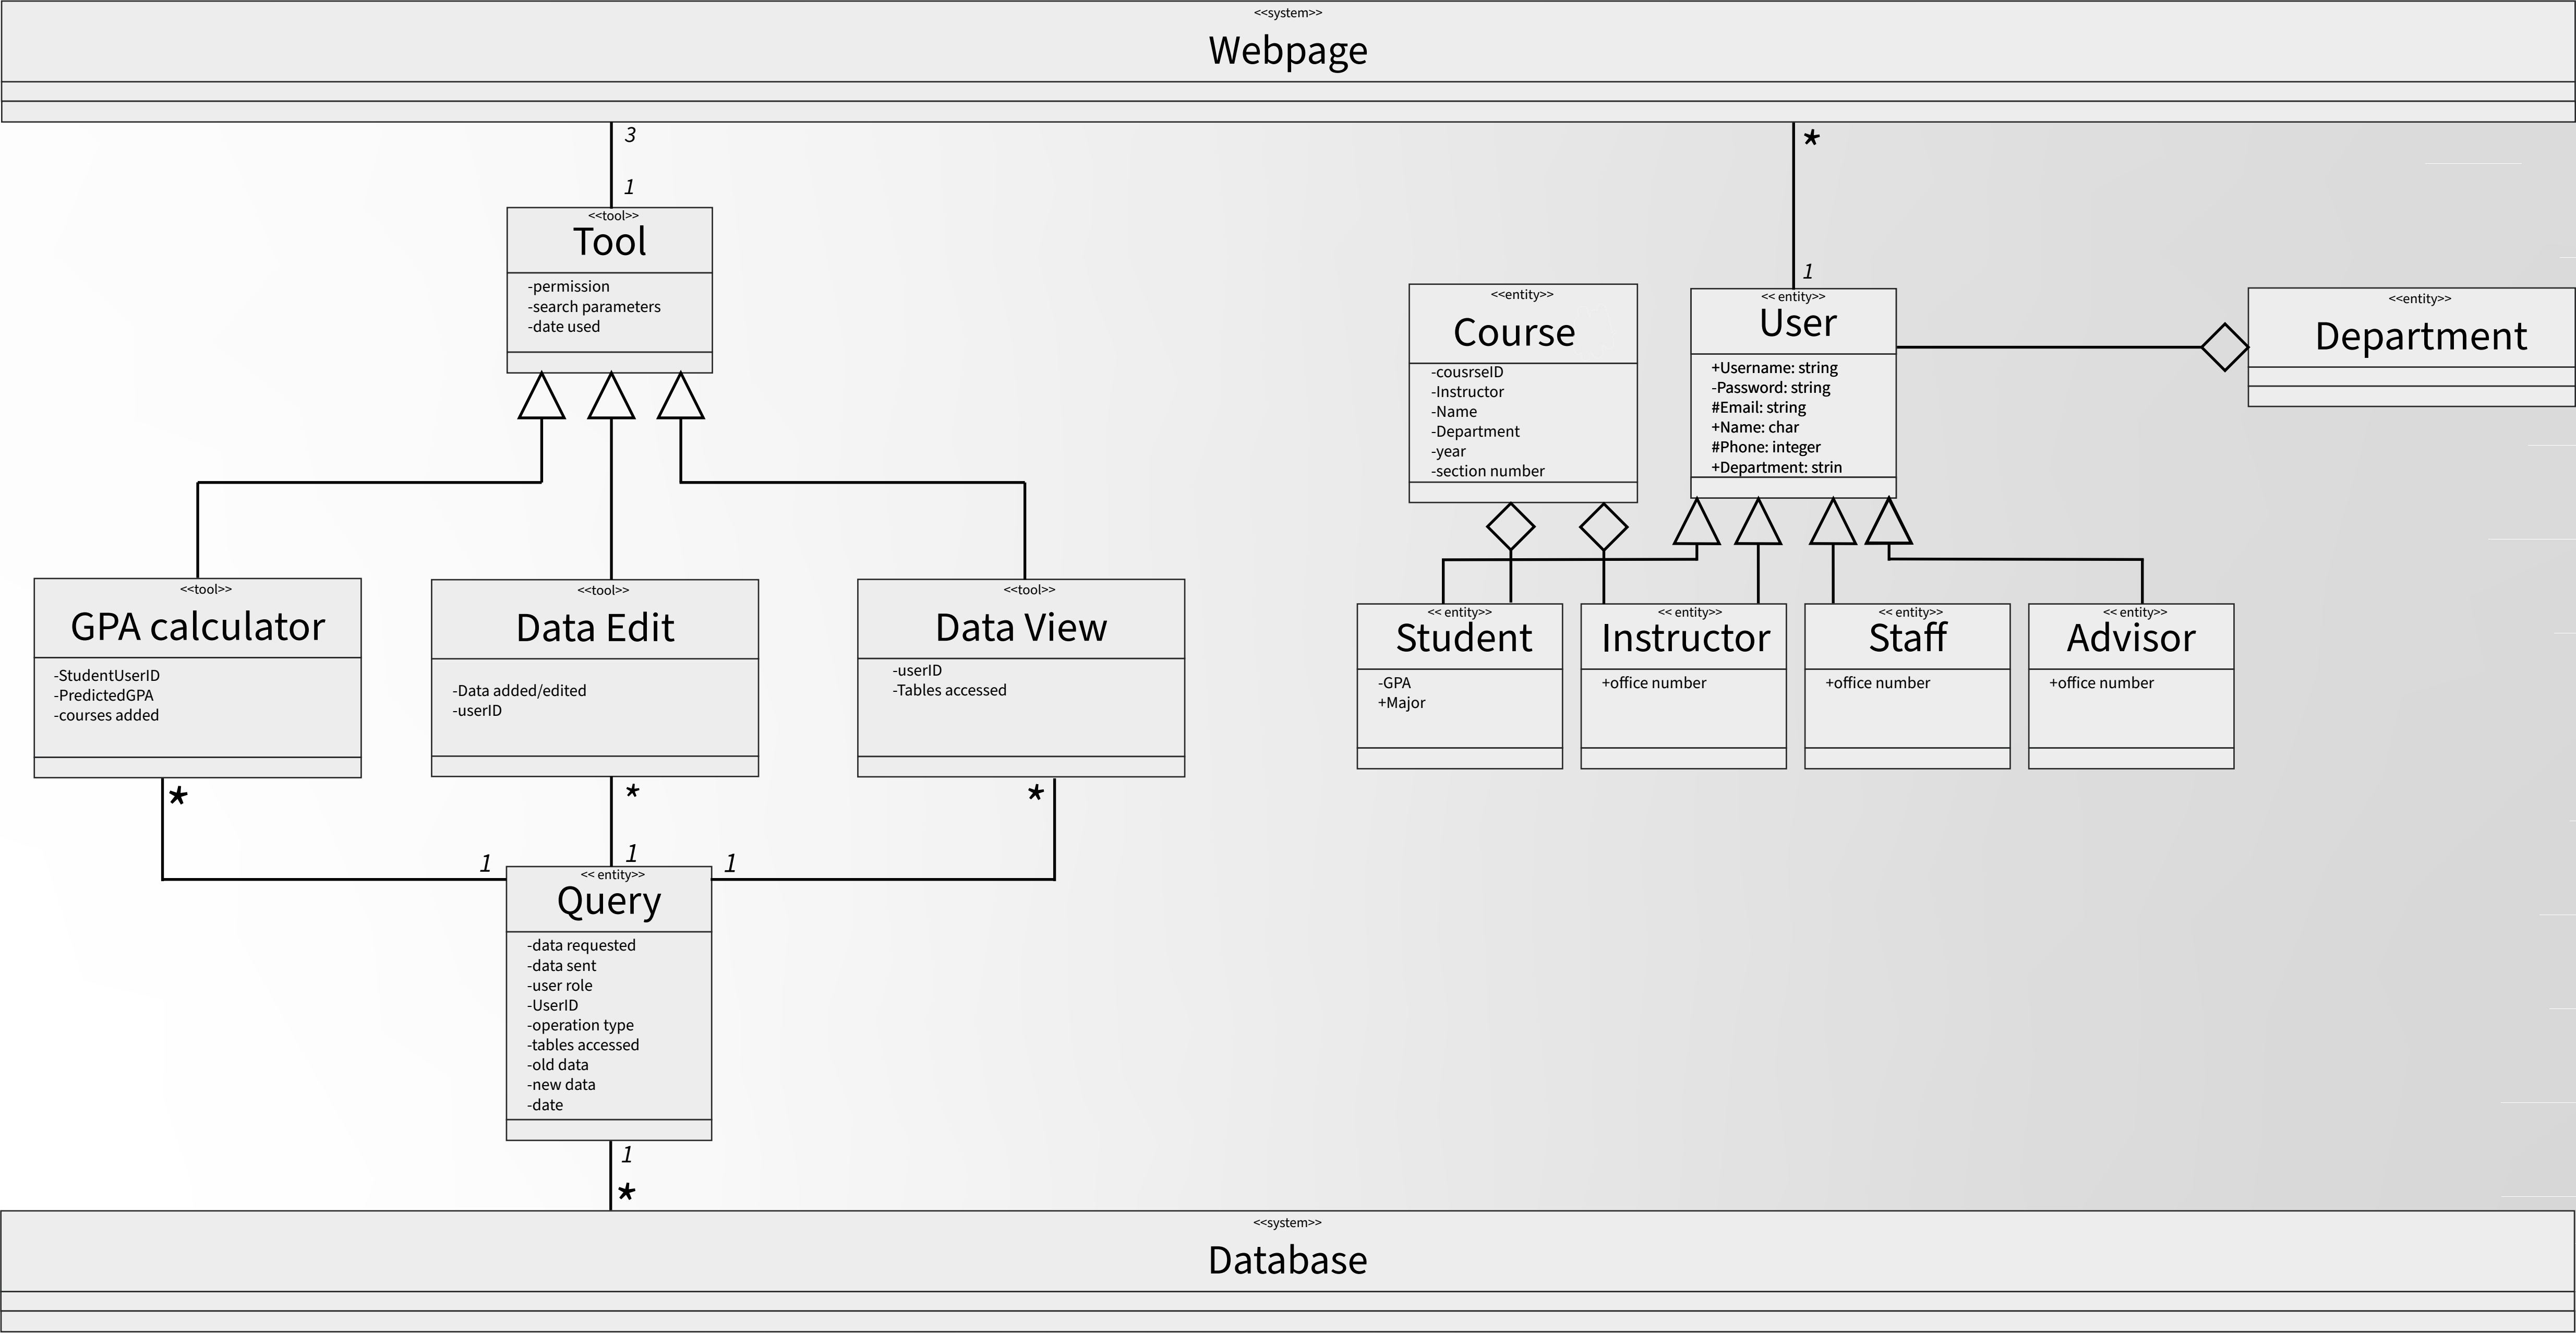 <<system>>
Webpage
3
*
1
<<tool>>
Tool
-permission
-search parameters
-date used
1
<<entity>>
Course
-cousrseID
-Instructor
-Name
-Department
-year
-section number
<< entity>>
User
+Username: string
-Password: string
#Email: string
+Name: char
#Phone: integer
+Department: strin
<<entity>>
Department
<<tool>>
GPA calculator
-StudentUserID
-PredictedGPA
-courses added
<<tool>>
Data Edit
-Data added/edited
-userID
<<tool>>
Data View
-userID
-Tables accessed
<< entity>>
Student
-GPA
+Major
<< entity>>
Instructor
+office number
<< entity>>
Staff
+office number
<< entity>>
Advisor
+office number
*
*
*
1
1
1
<< entity>>
Query
-data requested
-data sent
-user role
-UserID
-operation type
-tables accessed
-old data
-new data
-date
1
*
<<system>>
Database